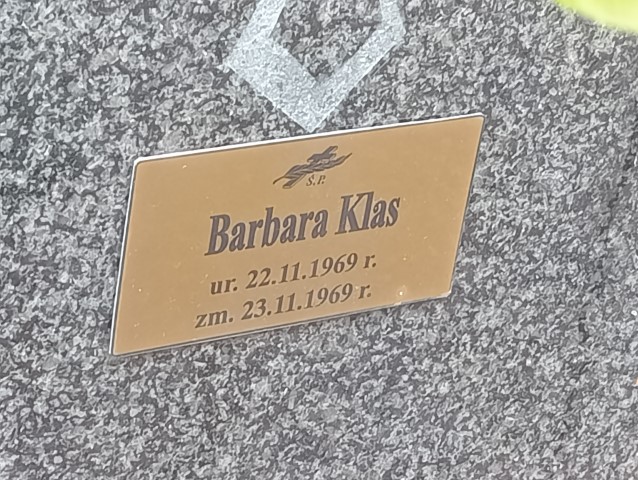 Ś.P.
Barbara Klas
ur. 22.11.1969 r.
zm. 23.11.1969 r.